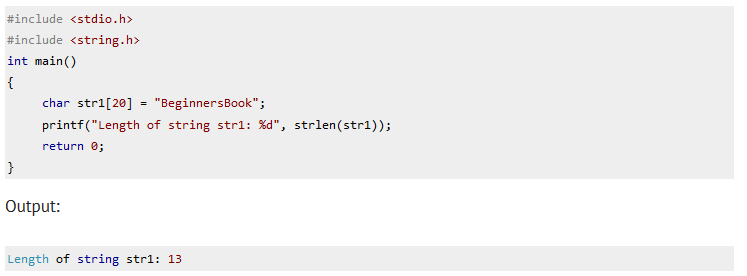 #include <stdio.h>
#include <string.h>
int main()
{
     char str1[20] = "BeginnersBook";
     printf("Length of string str1: %d", strlen(str1));
     return 0;
}
Output:
Length of string str1: 13